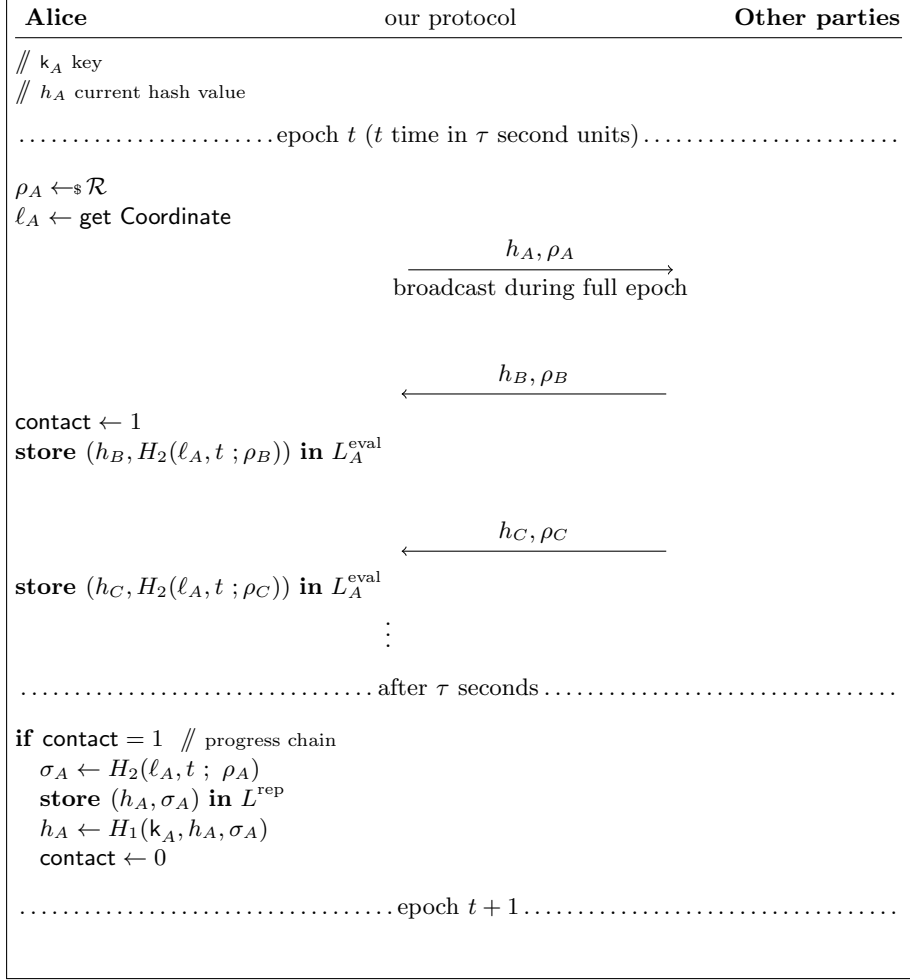 Alice our protocol Other parties
// k_A key
// h_A current hash value
........................epoch t (t time in τ second units)........................
ρ_A ←$ R
ℓ_A ← get Coordinate
h_A, ρ_A
broadcast during full epoch
h_B, ρ_B
contact ← 1
store (h_B, H_2(ℓ_A, t ; ρ_B)) in L_A^eval
h_C, ρ_C
store (h_C, H_2(ℓ_A, t ; ρ_C)) in L_A^eval
⋮
.................................after τ seconds.................................
if contact = 1 // progress chain
σ_A ← H_2(ℓ_A, t ; ρ_A)
store (h_A, σ_A) in L^rep
h_A ← H_1(k_A, h_A, σ_A)
contact ← 0
...................................epoch t + 1...................................